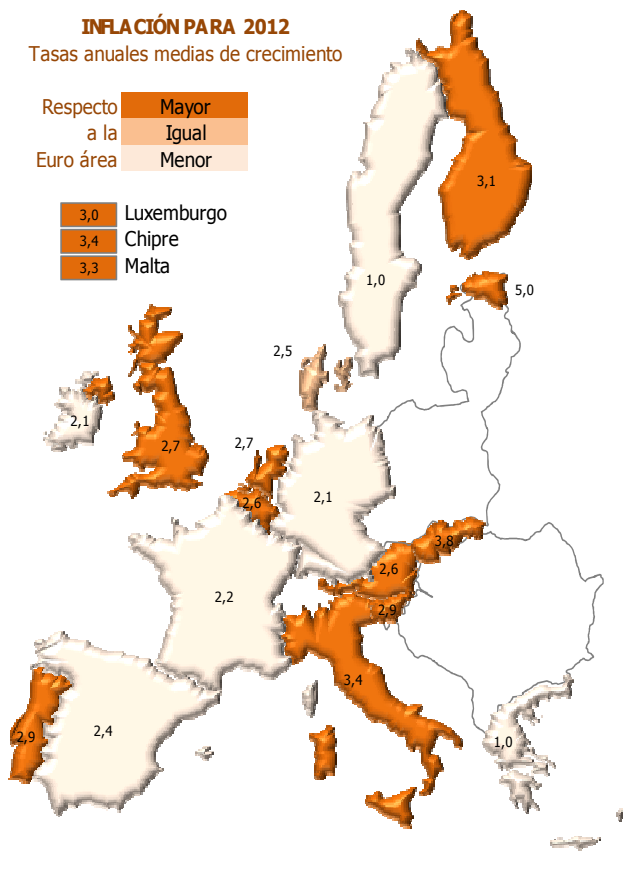 INFLACIÓN PARA 2012
Tasas anuales medias de crecimiento
Respecto Mayor
a la Igual
Euro área Menor
3,0 Luxemburgo
3,4 Chipre
3,3 Malta
3,1
1,0
5,0
2,5
2,1
2,7
2,7
2,6
2,1
3,8
2,6
2,2
2,9
3,4
2,9
2,4
1,0